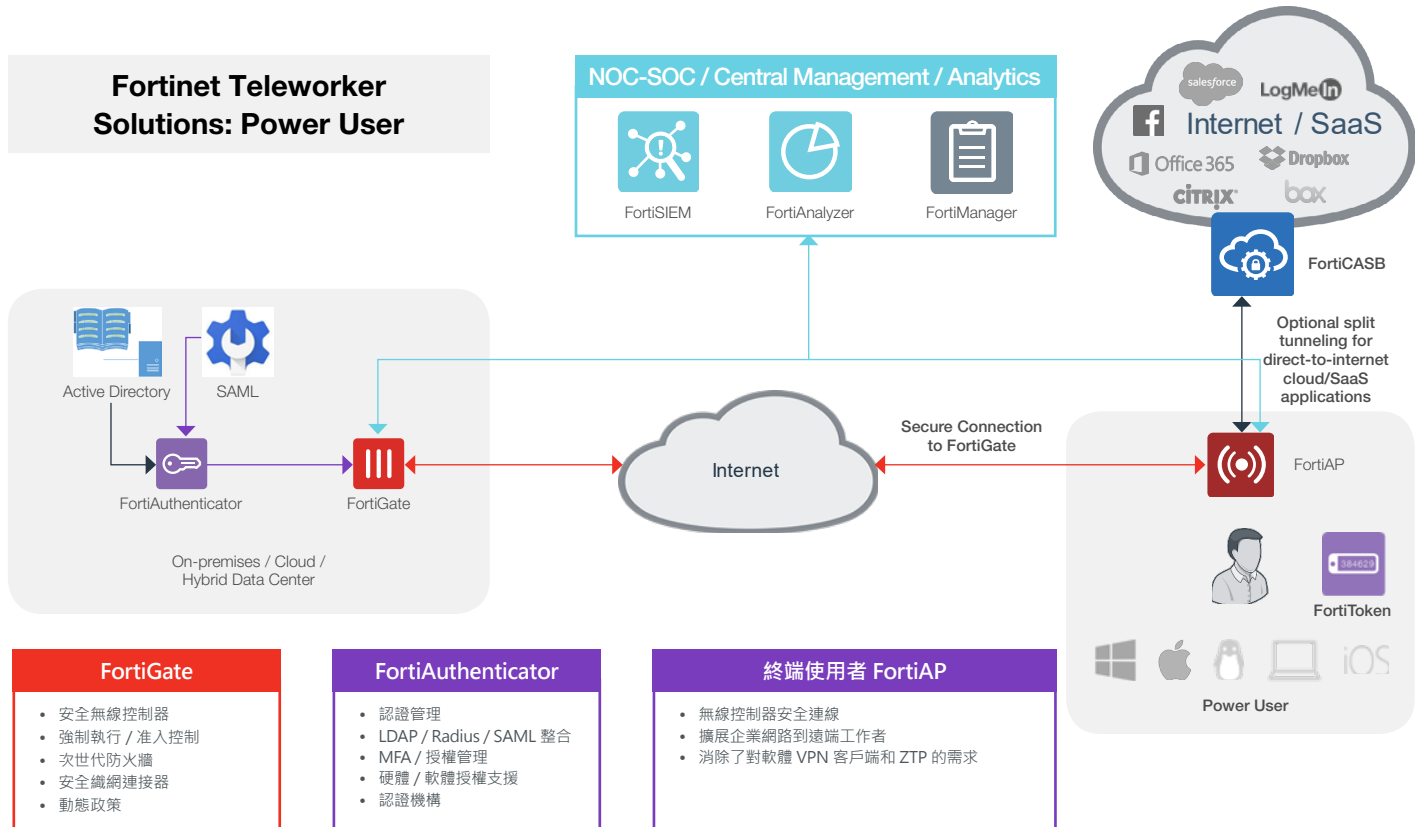 Fortinet Teleworker
Solutions: Power User
NOC-SOC / Central Management / Analytics
FortiSIEM
FortiAnalyzer
FortiManager
salesforce
LogMeIn
Internet / SaaS
Office 365
Dropbox
CİTRIX
box
FortiCASB
Optional split
tunneling for
direct-to-internet
cloud/SaaS
applications
Active Directory
SAML
FortiAuthenticator
FortiGate
On-premises / Cloud /
Hybrid Data Center
Internet
Secure Connection
to FortiGate
FortiAP
384629
FortiToken
iOS
Power User
FortiGate
• 安全無線控制器
• 強制執行 / 准入控制
• 次世代防火牆
• 安全織網連接器
• 動態政策
FortiAuthenticator
• 認證管理
• LDAP / Radius / SAML 整合
• MFA / 授權管理
• 硬體 / 軟體授權支援
• 認證機構
終端使用者 FortiAP
• 無線控制器安全連線
• 擴展企業網路到遠端工作者
• 消除了對軟體 VPN 客戶端和 ZTP 的需求